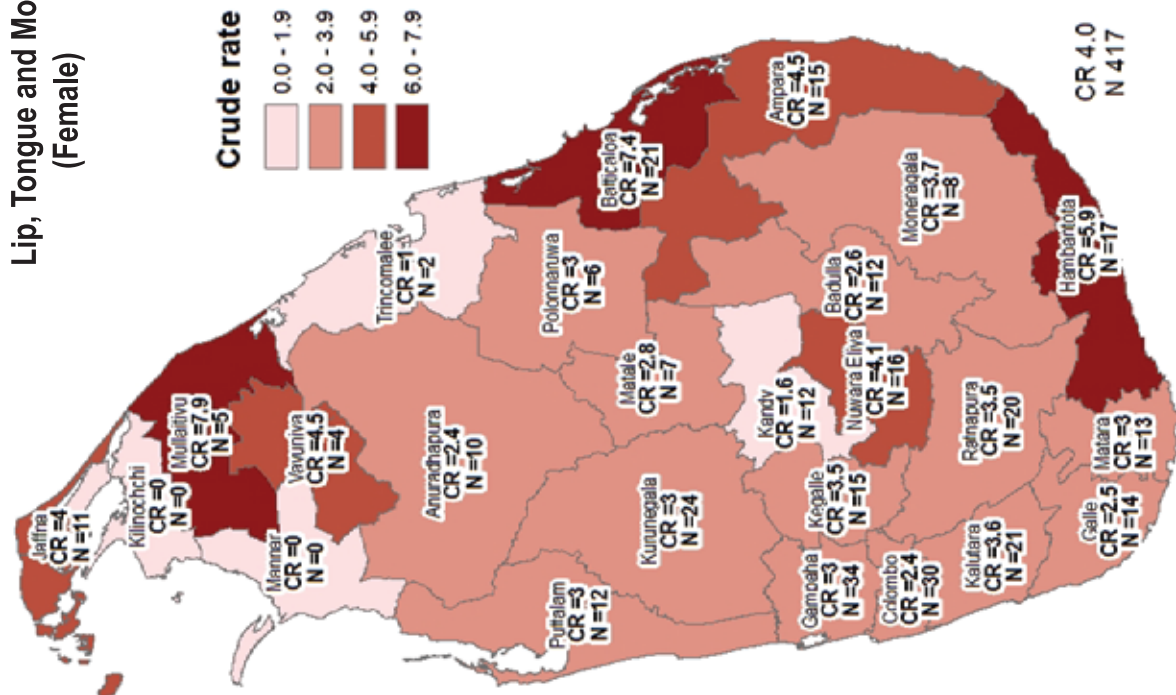 Lip, Tongue and Mo
(Female)
Crude rate
0.0 - 1.9
2.0 - 3.9
4.0 - 5.9
6.0 - 7.9
Jaffna
CR =4
N =11
Kilinochchi
CR =0
N =0
Mullaitivu
CR =7.9
N =5
Mannar
CR =0
N =0
Vavuniya
CR =4.5
N =4
Trincomalee
CR =1
N =2
Anuradhapura
CR =2.4
N =10
Polonnaruwa
CR =3
N =6
Batticaloa
CR =7.4
N =21
Puttalam
CR =3
N =12
Kurunegala
CR =3
N =24
Matale
CR =2.8
N =7
Ampara
CR =4.5
N =15
Kandy
CR =1.6
N =12
Gampaha
CR =3
N =34
Kegalle
CR =3.5
N =15
Nuwara Eliya
CR =4.1
N =16
Badulla
CR =2.6
N =12
Moneragala
CR =3.7
N =8
Colombo
CR =2.4
N =30
Kalutara
CR =3.6
N =21
Ratnapura
CR =3.5
N =20
Hambantota
CR =5.9
N =17
Galle
CR =2.5
N =14
Matara
CR =3
N =13
CR 4.0
N 417